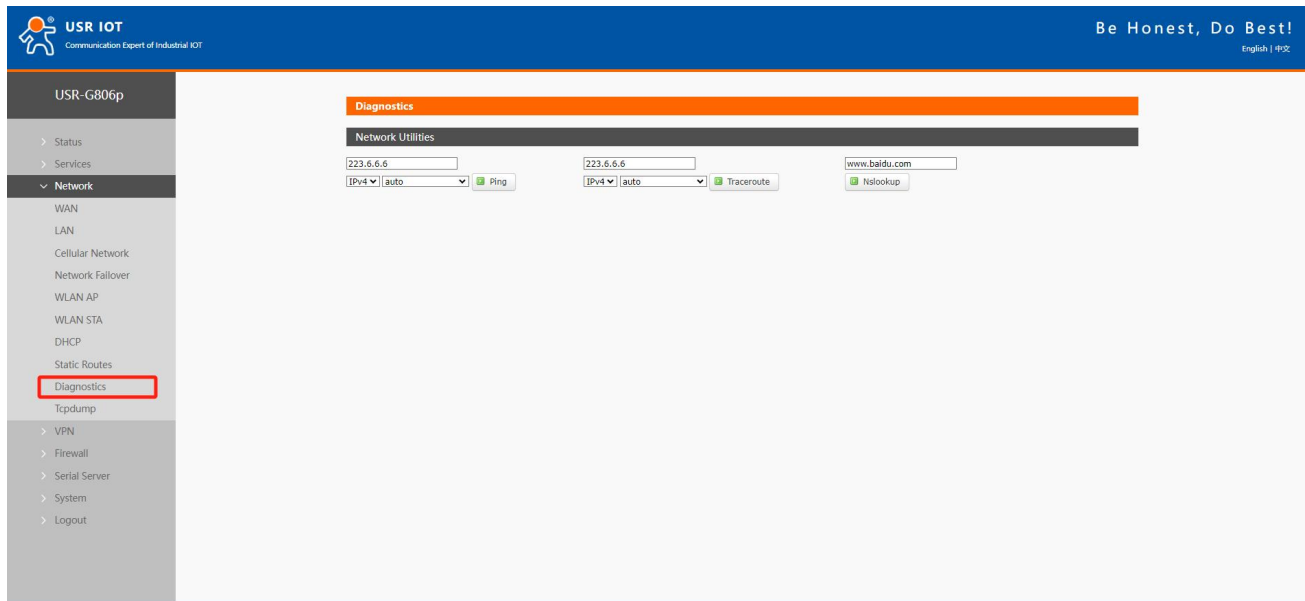 USR IOT
Communication Expert of Industrial IOT
Be Honest, Do Best!
English | 中文
USR-G806p
Status
Services
Network
WAN
LAN
Cellular Network
Network Failover
WLAN AP
WLAN STA
DHCP
Static Routes
Diagnostics
Tcpdump
VPN
Firewall
Serial Server
System
Logout
Diagnostics
Network Utilities
223.6.6.6 223.6.6.6 www.baidu.com
IPv4 auto Ping IPv4 auto Traceroute Nslookup